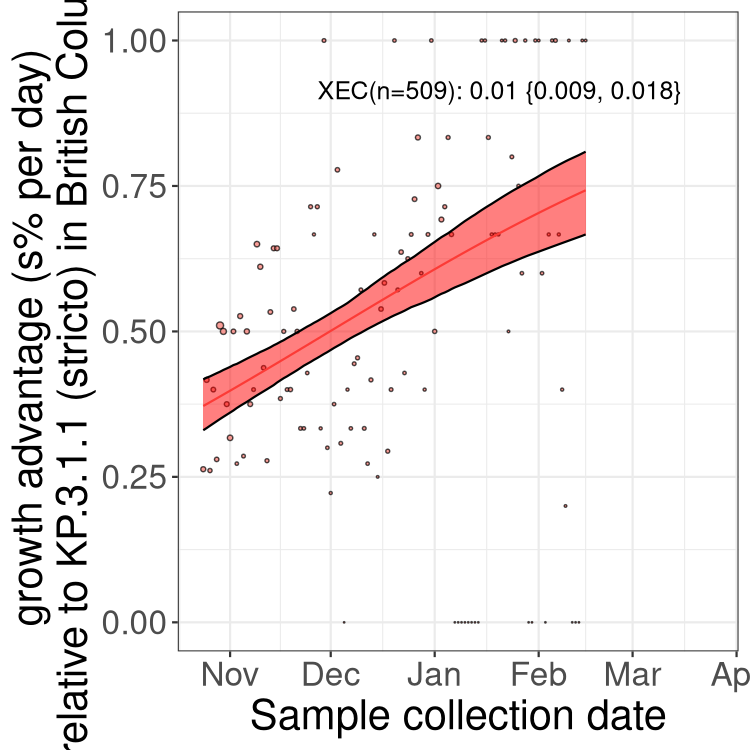 growth advantage (s% per day)
relative to KP.3.1.1 (stricto) in British Colu
1.00
0.75
0.50
0.25
0.00
XEC(n=509): 0.01 {0.009, 0.018}
Nov Dec Jan Feb Mar Ap
Sample collection date